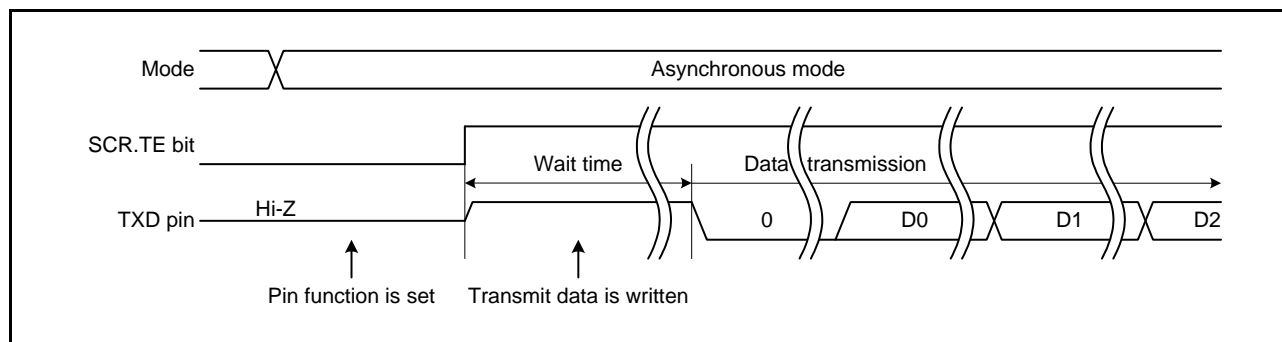 Mode
Asynchronous mode
SCR.TE bit
Wait time
Data transmission
TXD pin
Hi-Z
0
D0
D1
D2
Pin function is set
Transmit data is written